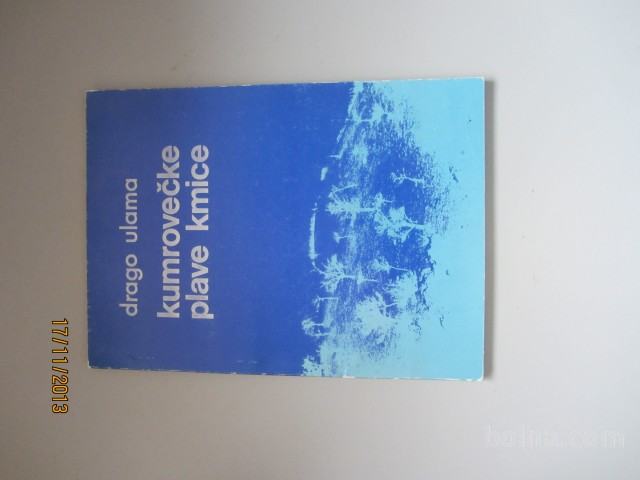 drago ulama
kumrovečke
plave kmice
17/11/2013
bolha.com